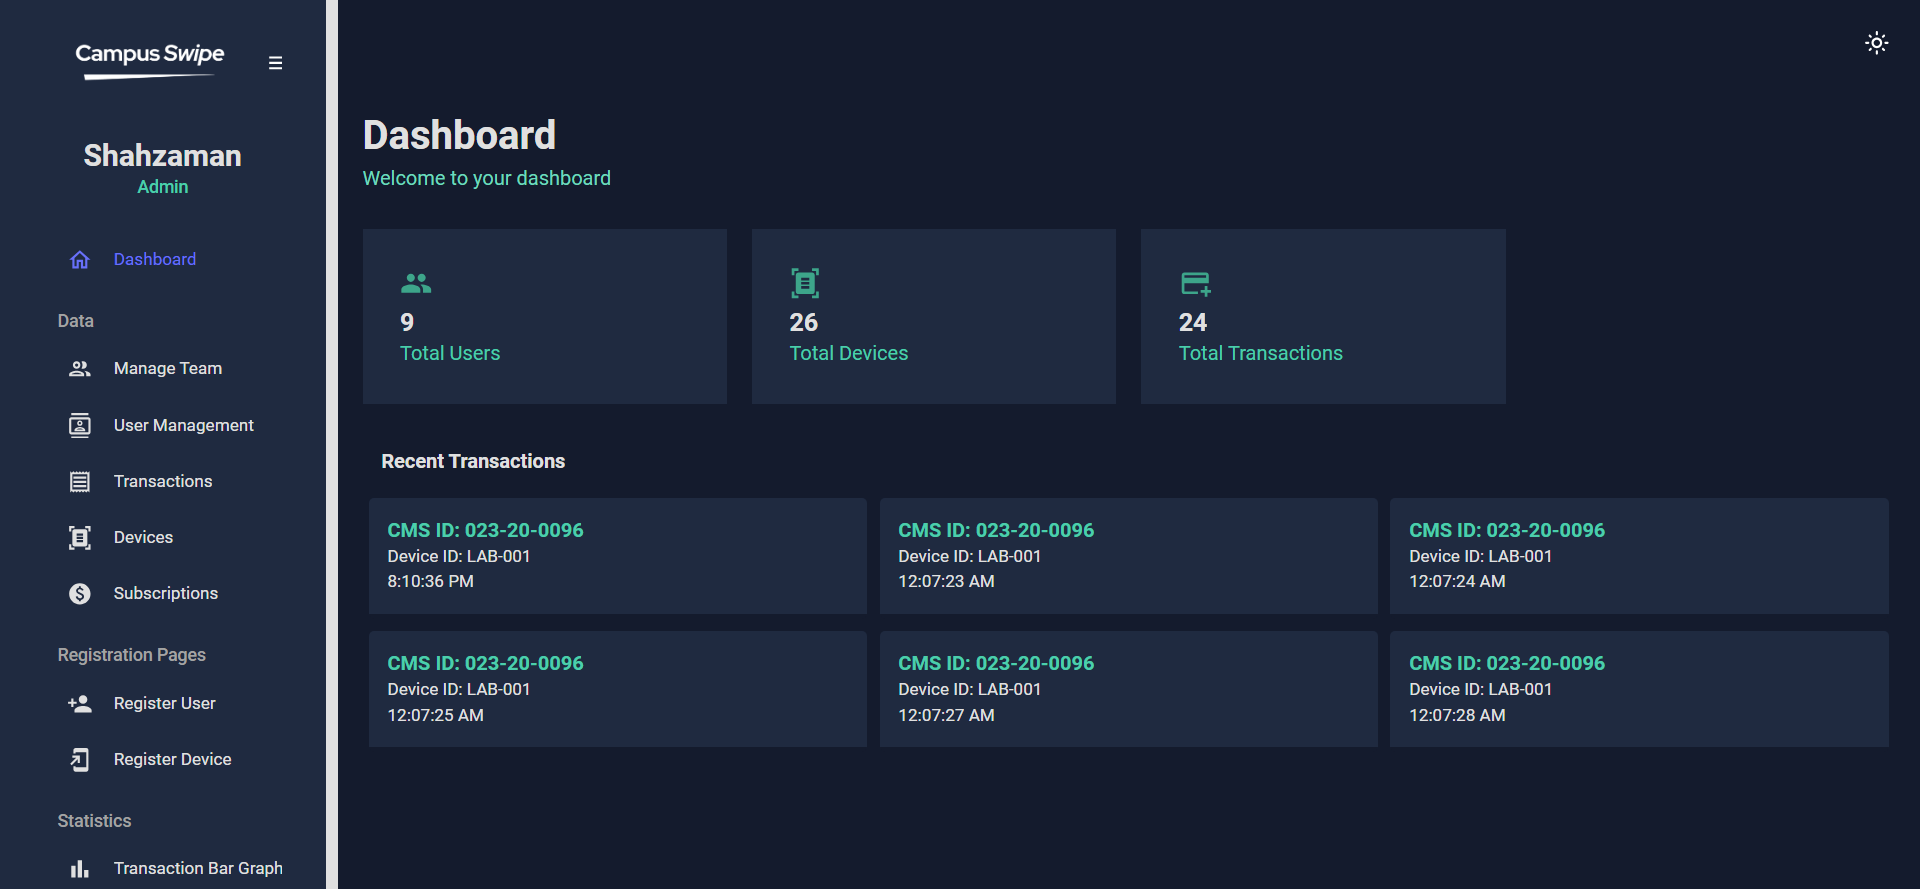 Campus Swipe
Shahzaman
Admin
Dashboard
Data
Manage Team
User Management
Transactions
Devices
Subscriptions
Registration Pages
Register User
Register Device
Statistics
Transaction Bar Graph
Dashboard
Welcome to your dashboard
9
Total Users
26
Total Devices
24
Total Transactions
Recent Transactions
CMS ID: 023-20-0096
Device ID: LAB-001
8:10:36 PM
CMS ID: 023-20-0096
Device ID: LAB-001
12:07:23 AM
CMS ID: 023-20-0096
Device ID: LAB-001
12:07:24 AM
CMS ID: 023-20-0096
Device ID: LAB-001
12:07:25 AM
CMS ID: 023-20-0096
Device ID: LAB-001
12:07:27 AM
CMS ID: 023-20-0096
Device ID: LAB-001
12:07:28 AM